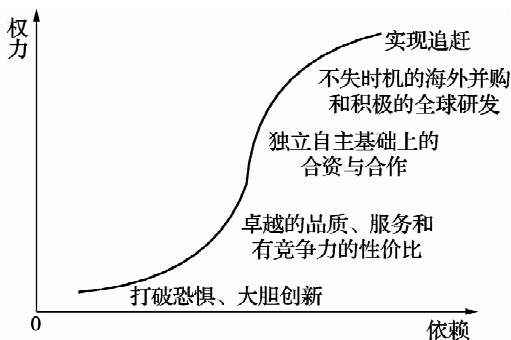 权
力
实现追赶
不失时机的海外并购
和积极的全球研发
独立自主基础上的
合资与合作
卓越的品质、服务和
有竞争力的性价比
打破恐惧、大胆创新
0
依赖